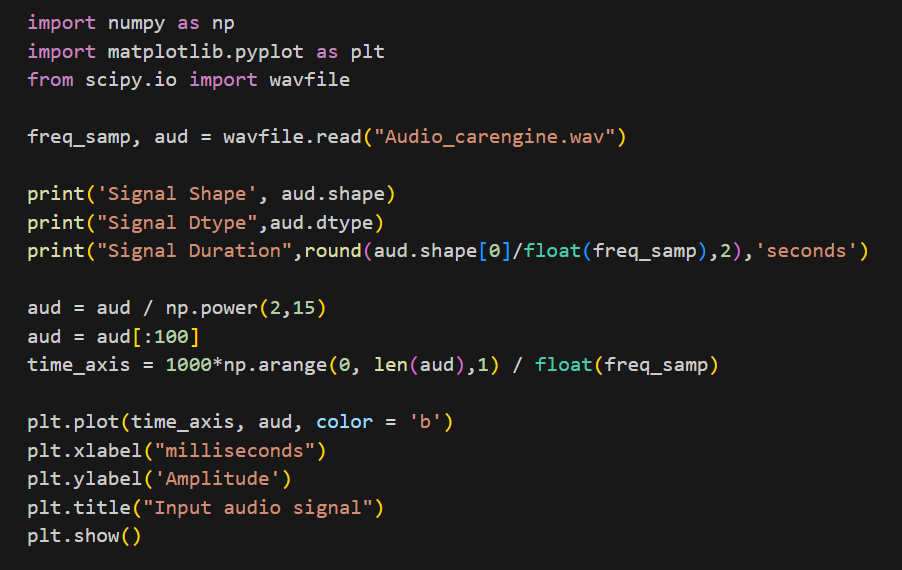 import numpy as np
import matplotlib.pyplot as plt
from scipy.io import wavfile
freq_samp, aud = wavfile.read("Audio_carengine.wav")
print('Signal Shape', aud.shape)
print("Signal Dtype",aud.dtype)
print("Signal Duration",round(aud.shape[0]/float(freq_samp),2),'seconds')
aud = aud / np.power(2,15)
aud = aud[:100]
time_axis = 1000*np.arange(0, len(aud),1) / float(freq_samp)
plt.plot(time_axis, aud, color = 'b')
plt.xlabel("milliseconds")
plt.ylabel('Amplitude')
plt.title("Input audio signal")
plt.show()